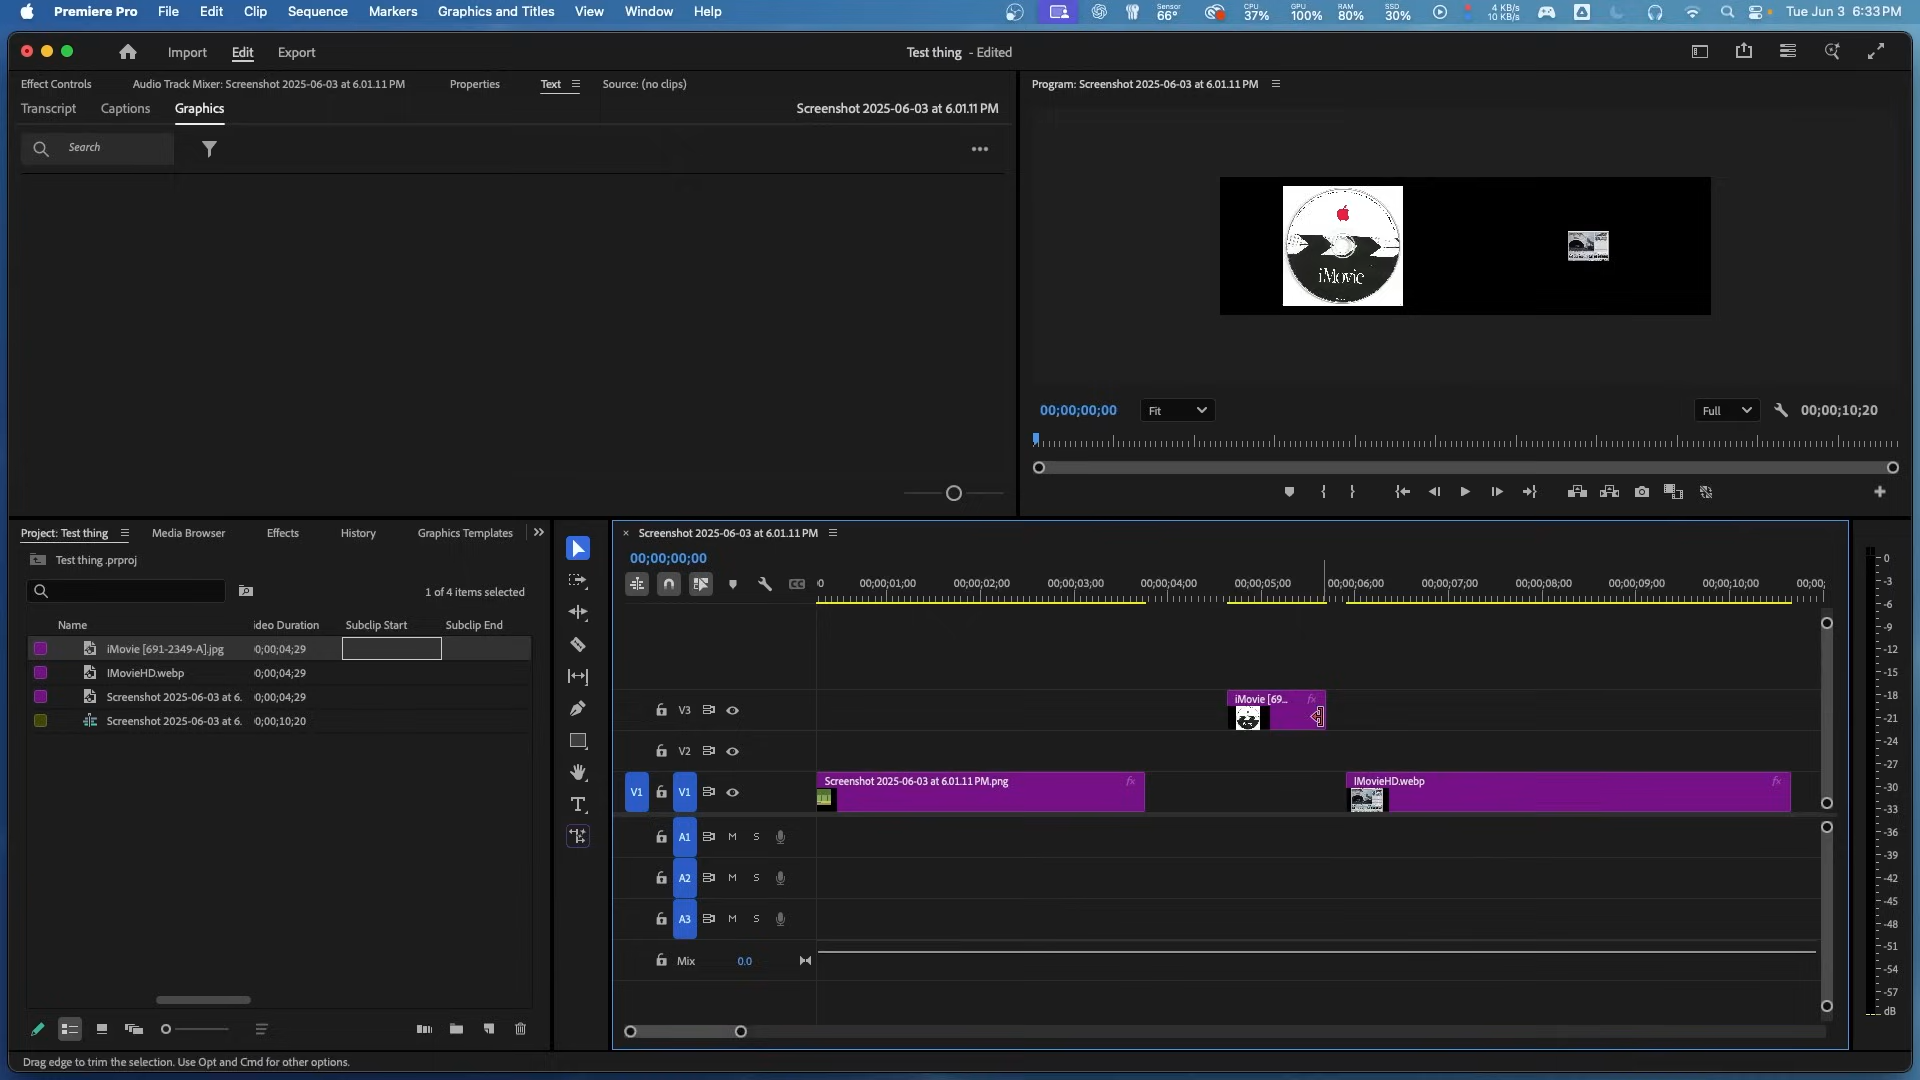 Premiere Pro File Edit Clip Sequence Markers Graphics and Titles View Window Help
Sensor 66° CPU 37% GPU 100% RAM 80% SSD 30% 4 KB/s 10 KB/s Tue Jun 3 6:33 PM
Import Edit Export
Test thing - Edited
Effect Controls Audio Track Mixer: Screenshot 2025-06-03 at 6.01.11 PM Properties Text Source: (no clips)
Transcript Captions Graphics Screenshot 2025-06-03 at 6.01.11 PM
Search
Program: Screenshot 2025-06-03 at 6.01.11 PM
iMovie
00;00;00;00 Fit Full 00;00;10;20
Project: Test thing Media Browser Effects History Graphics Templates
Test thing .prproj
1 of 4 items selected
Name ideo Duration Subclip Start Subclip End
iMovie [691-2349-A].jpg 00;00;04;29
IMovieHD.webp 00;00;04;29
Screenshot 2025-06-03 at 6. 00;00;04;29
Screenshot 2025-06-03 at 6. 00;00;10;20
Screenshot 2025-06-03 at 6.01.11 PM
00;00;00;00
CC
00;00;01;00 00;00;02;00 00;00;03;00 00;00;04;00 00;00;05;00 00;00;06;00 00;00;07;00 00;00;08;00 00;00;09;00 00;00;10;00 00;00;
V3 iMovie [69... fx
V2
V1 V1 Screenshot 2025-06-03 at 6.01.11 PM.png fx IMovieHD.webp fx
A1 M S
A2 M S
A3 M S
Mix 0.0
0
-3
-6
-9
-12
-15
-18
-21
-24
-27
-30
-33
-36
-39
-42
-45
-48
-51
-54
-57
dB
Drag edge to trim the selection. Use Opt and Cmd for other options.